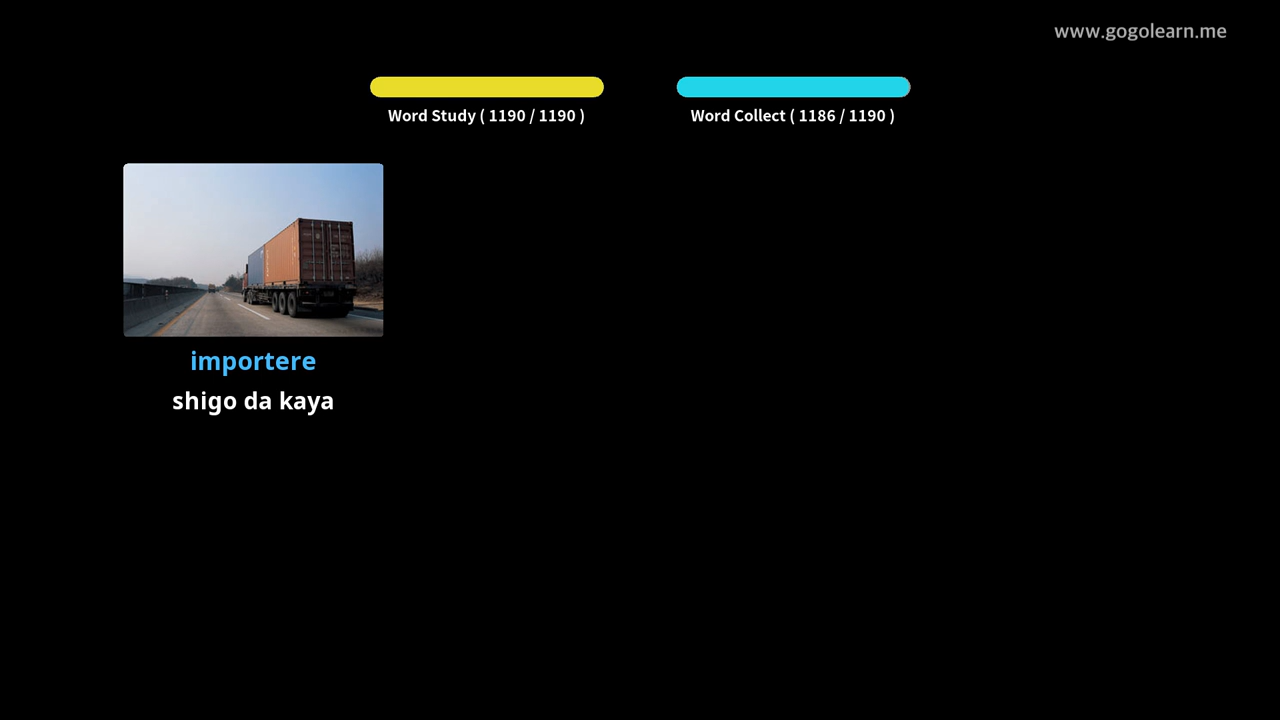 www.gogolearn.me
Word Study ( 1190 / 1190 )
Word Collect ( 1186 / 1190 )
importere
shigo da kaya